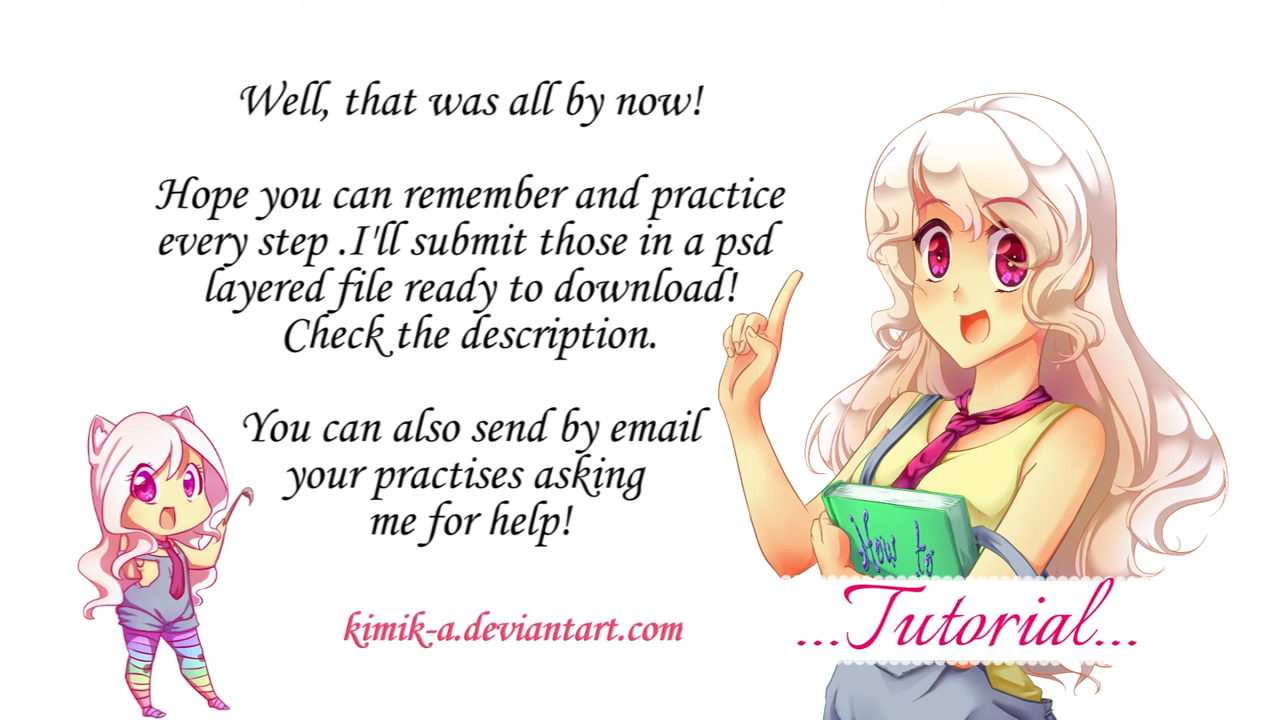 Well, that was all by now!
Hope you can remember and practice
every step .I'll submit those in a psd
layered file ready to download!
Check the description.
You can also send by email
your practises asking
me for help!
kimik-a.deviantart.com
How to
...Tutorial...